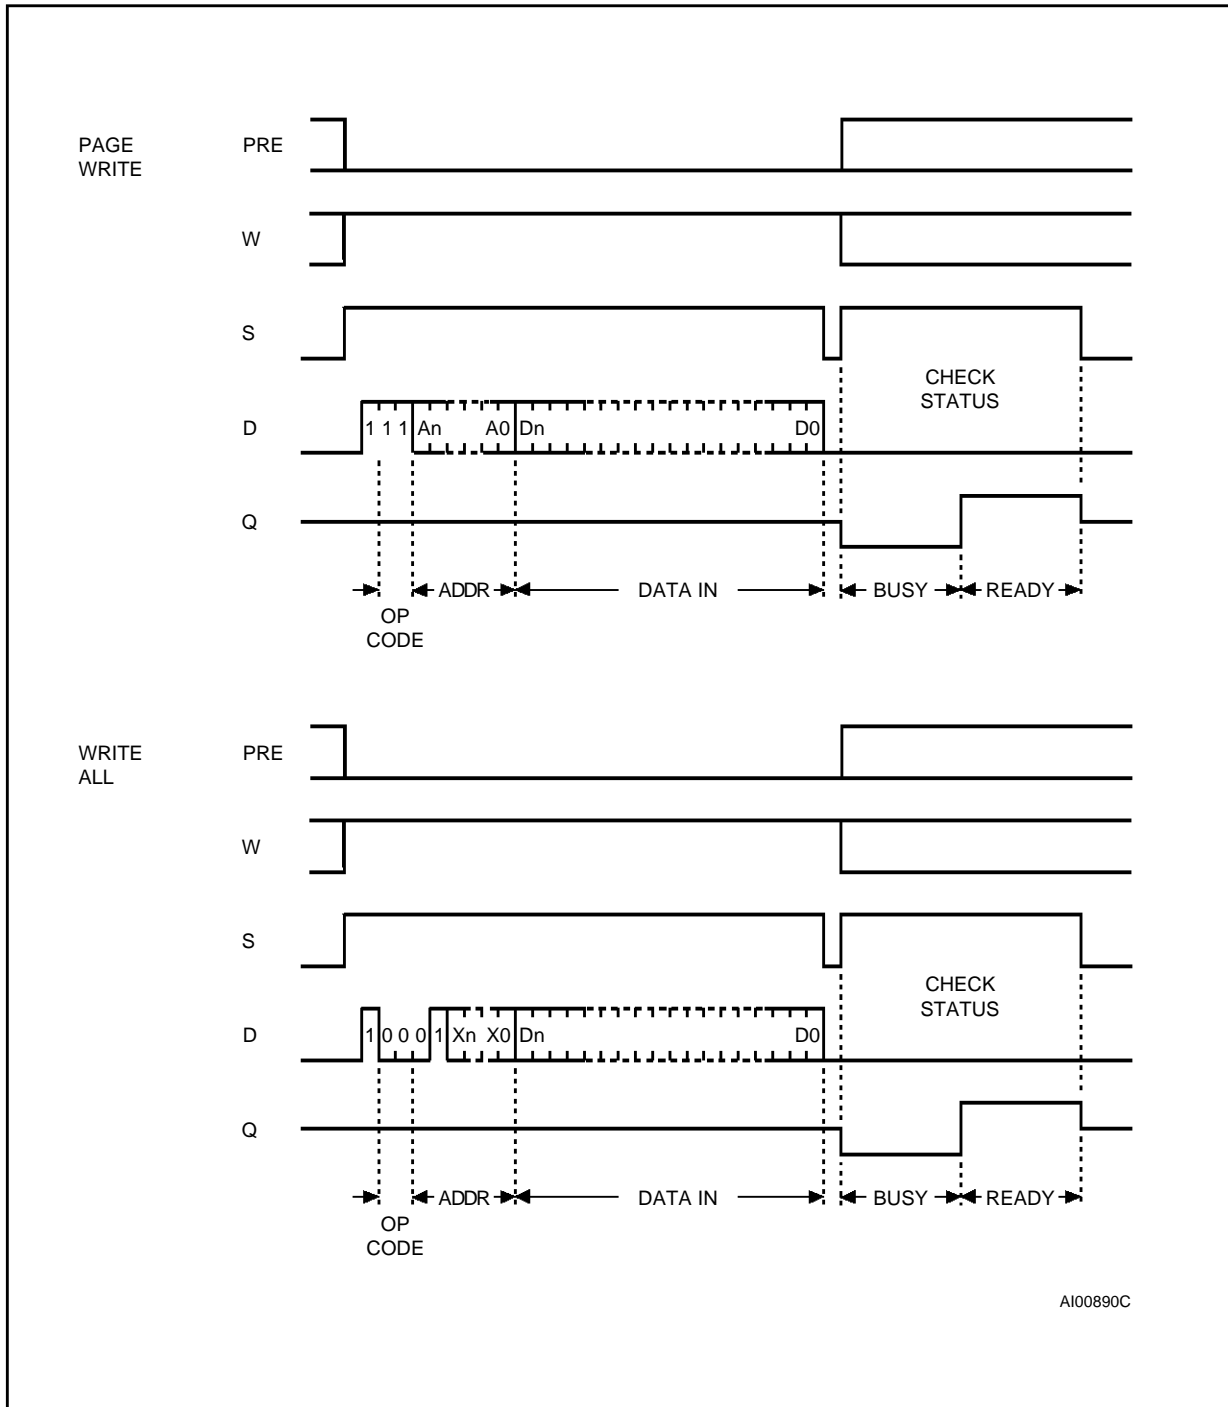 PAGE
WRITE
PRE
W
S
CHECK
STATUS
D
1 1 1 An A0 Dn D0
Q
ADDR DATA IN BUSY READY
OP
CODE
WRITE
ALL
PRE
W
S
CHECK
STATUS
D
1 0 0 0 1 Xn X0 Dn D0
Q
ADDR DATA IN BUSY READY
OP
CODE
AI00890C